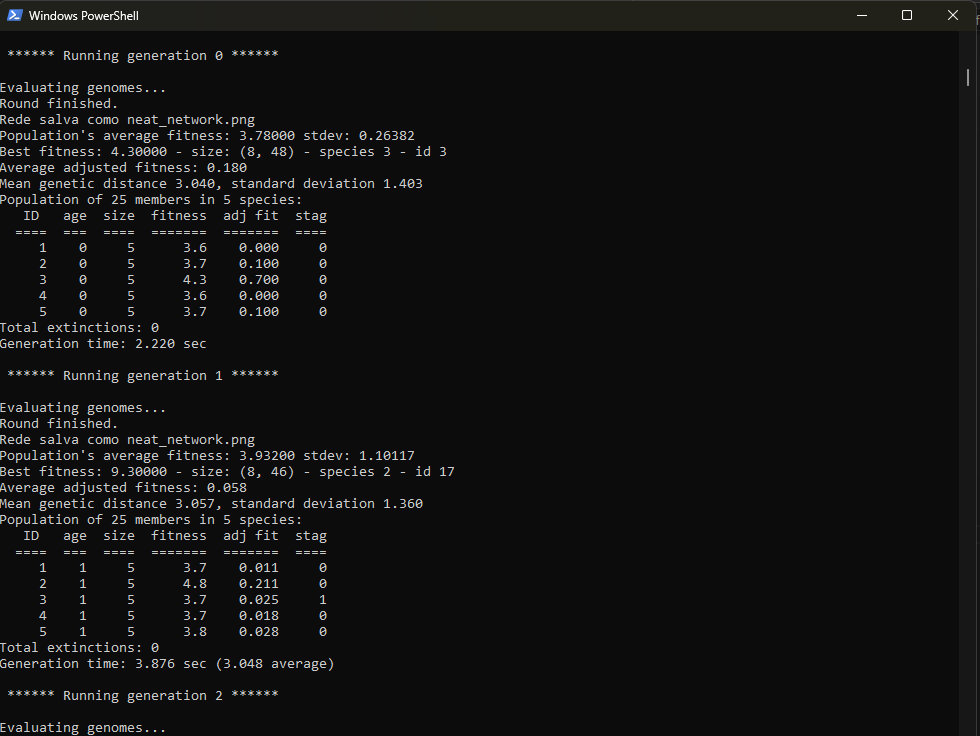 Windows PowerShell
****** Running generation 0 ******
Evaluating genomes...
Round finished.
Rede salva como neat_network.png
Population's average fitness: 3.78000 stdev: 0.26382
Best fitness: 4.30000 - size: (8, 48) - species 3 - id 3
Average adjusted fitness: 0.180
Mean genetic distance 3.040, standard deviation 1.403
Population of 25 members in 5 species:
   ID   age  size  fitness  adj fit  stag
  ====  ===  ====  =======  =======  ====
     1    0     5      3.6    0.000     0
     2    0     5      3.7    0.100     0
     3    0     5      4.3    0.700     0
     4    0     5      3.6    0.000     0
     5    0     5      3.7    0.100     0
Total extinctions: 0
Generation time: 2.220 sec
****** Running generation 1 ******
Evaluating genomes...
Round finished.
Rede salva como neat_network.png
Population's average fitness: 3.93200 stdev: 1.10117
Best fitness: 9.30000 - size: (8, 46) - species 2 - id 17
Average adjusted fitness: 0.058
Mean genetic distance 3.057, standard deviation 1.360
Population of 25 members in 5 species:
   ID   age  size  fitness  adj fit  stag
  ====  ===  ====  =======  =======  ====
     1    1     5      3.7    0.011     0
     2    1     5      4.8    0.211     0
     3    1     5      3.7    0.025     1
     4    1     5      3.7    0.018     0
     5    1     5      3.8    0.028     0
Total extinctions: 0
Generation time: 3.876 sec (3.048 average)
****** Running generation 2 ******
Evaluating genomes...